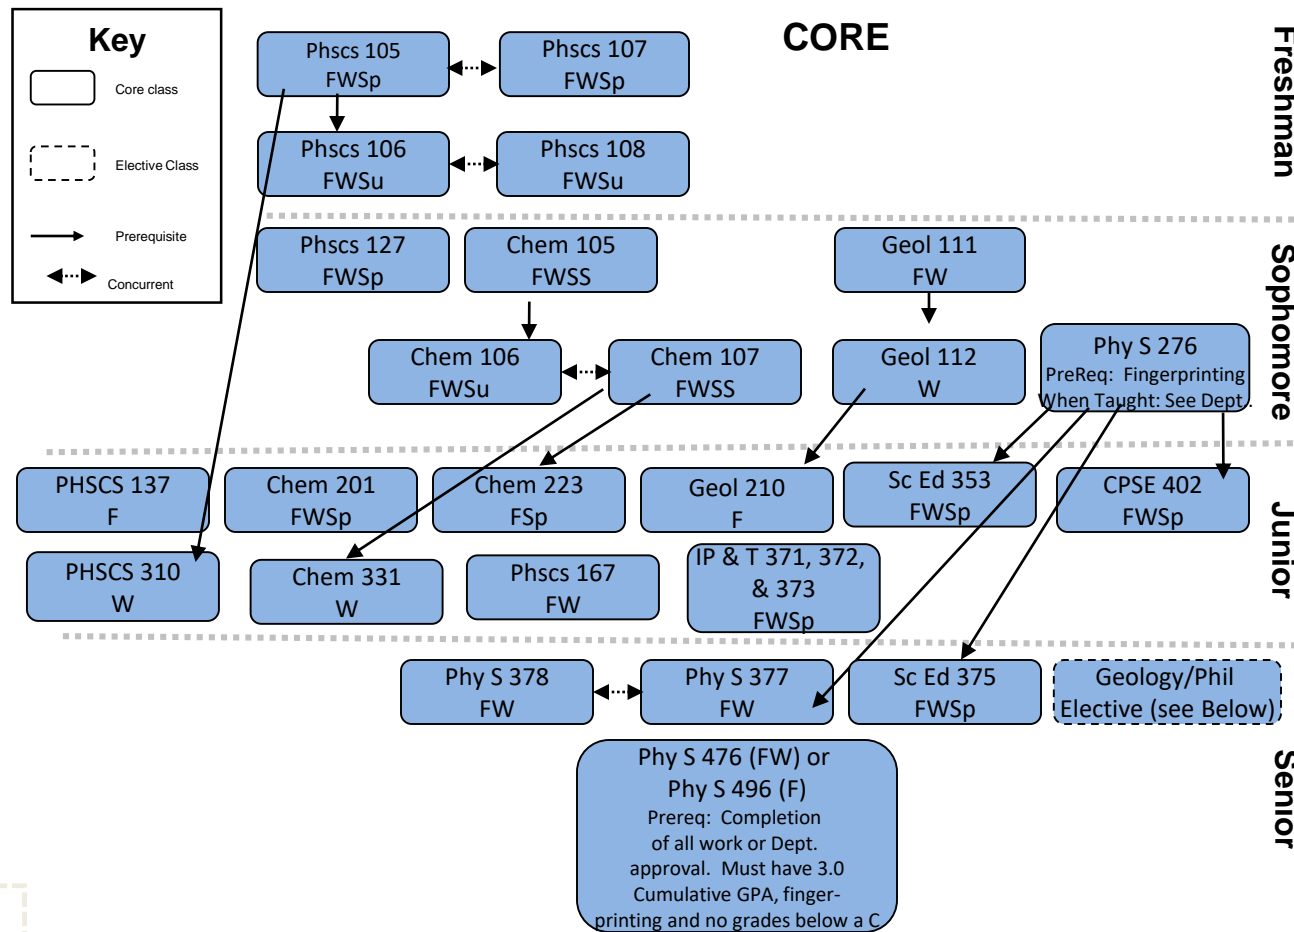 Key
Core class
Elective Class
Prerequisite
Concurrent
CORE
Freshman
Phscs 105
FWSp
Phscs 107
FWSp
Phscs 106
FWSu
Phscs 108
FWSu
Sophomore
Phscs 127
FWSp
Chem 105
FWSS
Geol 111
FW
Chem 106
FWSu
Chem 107
FWSS
Geol 112
W
Phy S 276
PreReq: Fingerprinting
When Taught: See Dept..
Junior
PHSCS 137
F
Chem 201
FWSp
Chem 223
FSp
Geol 210
F
Sc Ed 353
FWSp
CPSE 402
FWSp
PHSCS 310
W
Chem 331
W
Phscs 167
FW
IP & T 371, 372,
& 373
FWSp
Senior
Phy S 378
FW
Phy S 377
FW
Sc Ed 375
FWSp
Geology/Phil
Elective (see Below)
Phy S 476 (FW) or
Phy S 496 (F)
Prereq: Completion
of all work or Dept.
approval. Must have 3.0
Cumulative GPA, finger-
printing and no grades below a C